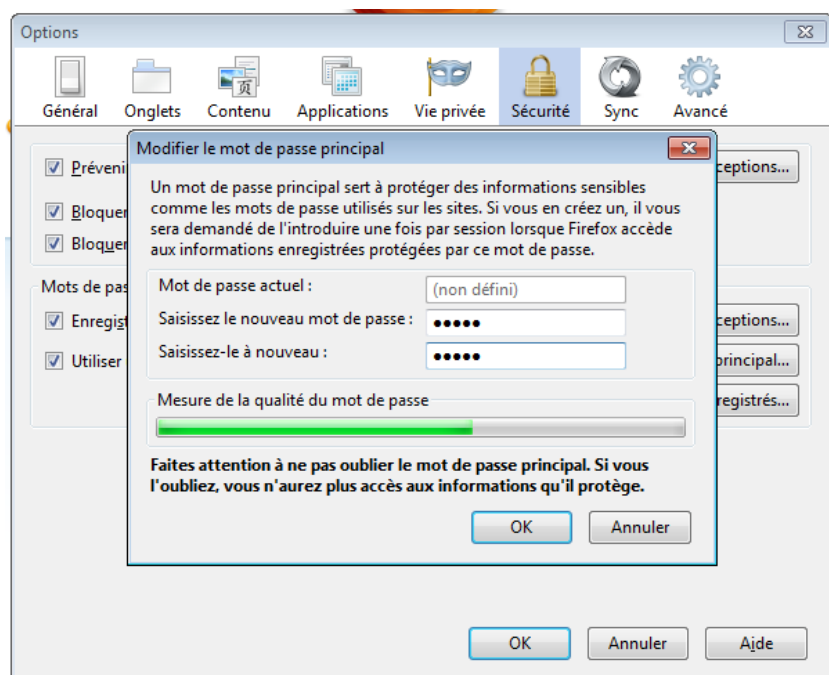 Options
Général Onglets Contenu Applications Vie privée Sécurité Sync Avancé
Modifier le mot de passe principal
Préveni ceptions...
Un mot de passe principal sert à protéger des informations sensibles
comme les mots de passe utilisés sur les sites. Si vous en créez un, il vous
Bloquer
sera demandé de l'introduire une fois par session lorsque Firefox accède
Bloquer
aux informations enregistrées protégées par ce mot de passe.
Mots de pas
Mot de passe actuel : (non défini)
Enregist ceptions...
Saisissez le nouveau mot de passe : •••••
Utiliser principal...
Saisissez-le à nouveau : •••••
registrés...
Mesure de la qualité du mot de passe
Faites attention à ne pas oublier le mot de passe principal. Si vous
l'oubliez, vous n'aurez plus accès aux informations qu'il protège.
OK Annuler
OK Annuler Aide